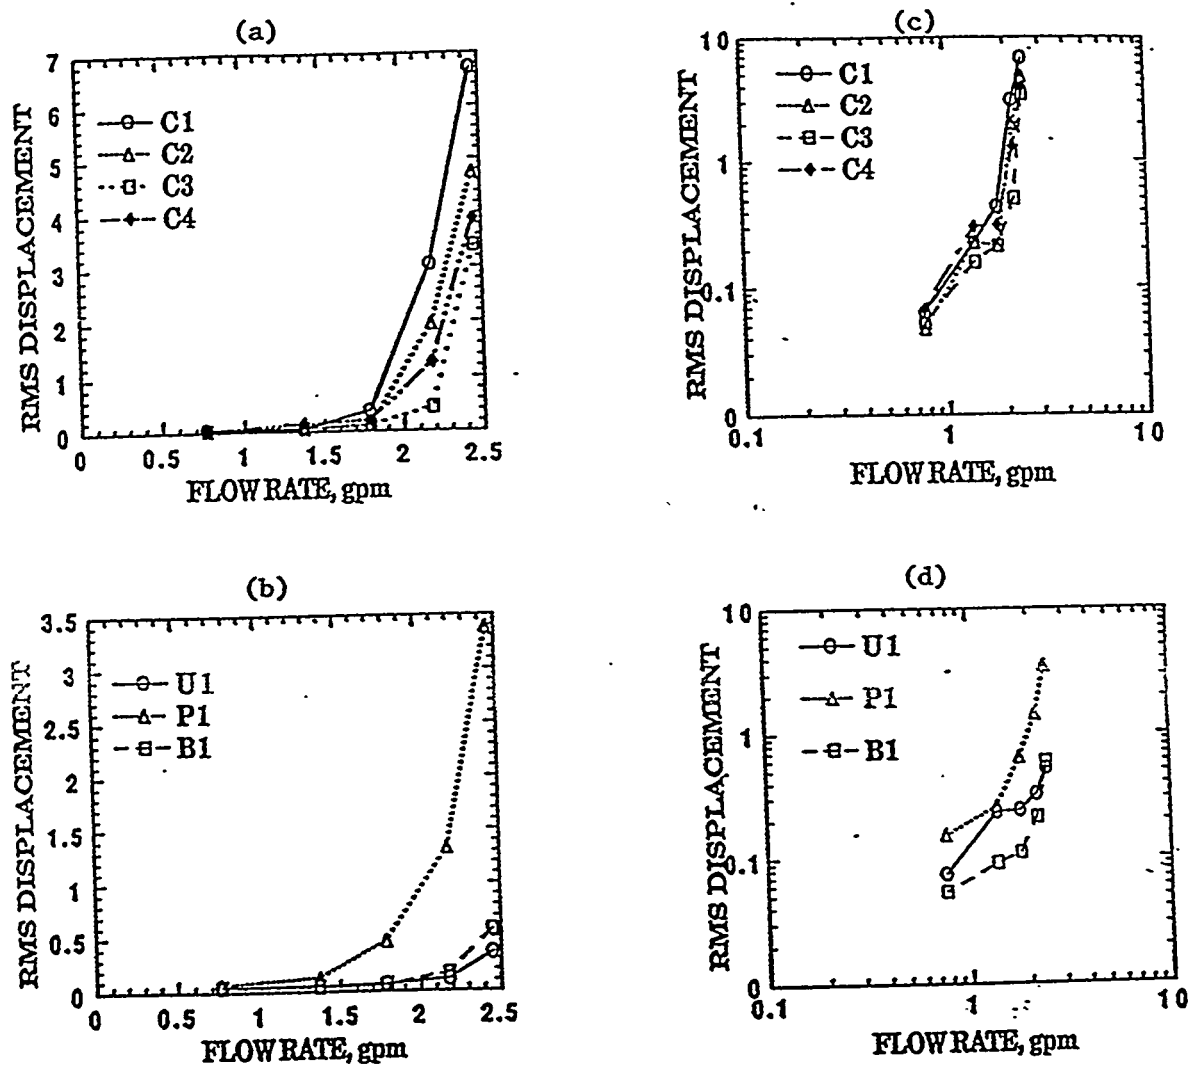 (a)
7
6
5
4
3
2
1
0
0
0.5
1
1.5
2
2.5
RMS DISPLACEMENT
FLOW RATE, gpm
C1
C2
C3
C4
(c)
10
1
0.1
0
0.1
1
10
RMS DISPLACEMENT
FLOW RATE, gpm
C1
C2
C3
C4
(b)
3.5
3
2.5
2
1.5
1
0.5
0
0
0.5
1
1.5
2
2.5
RMS DISPLACEMENT
FLOW RATE, gpm
U1
P1
B1
(d)
10
1
0.1
0
0.1
1
10
RMS DISPLACEMENT
FLOW RATE, gpm
U1
P1
B1